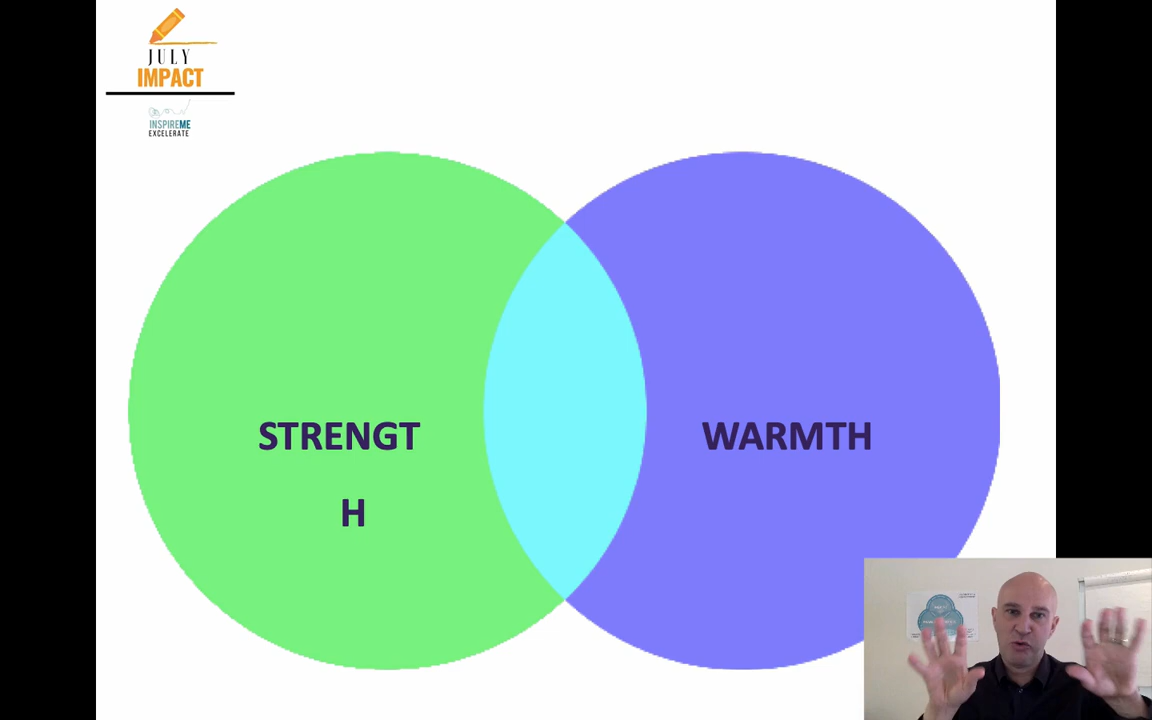 JULY
IMPACT
INSPIREME
EXCELERATE
STRENGT
H
WARMTH